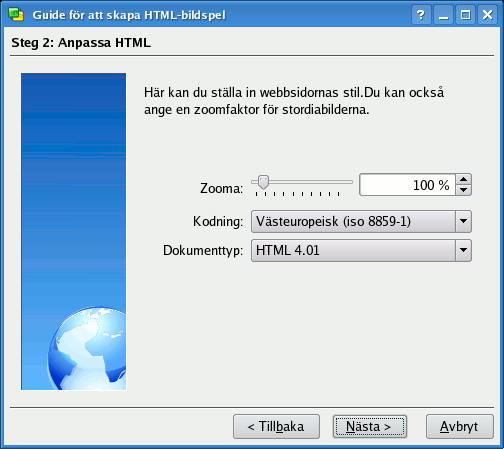 Guide för att skapa HTML-bildspel
Steg 2: Anpassa HTML
Här kan du ställa in webbsidornas stil.Du kan också
ange en zoomfaktor för stordiabilderna.
Zooma: 100 %
Kodning: Västeuropeisk (iso 8859-1)
Dokumenttyp: HTML 4.01
< Tillbaka Nästa > Avbryt